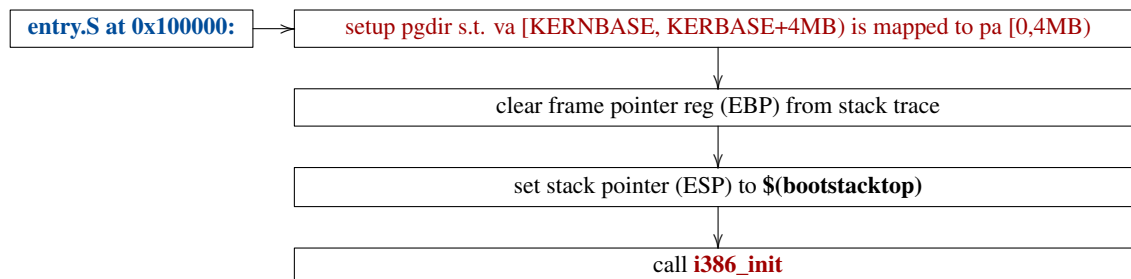 entry.S at 0x100000:
setup pgdir s.t. va [KERNBASE, KERBASE+4MB) is mapped to pa [0,4MB)
clear frame pointer reg (EBP) from stack trace
set stack pointer (ESP) to $(bootstacktop)
call i386_init